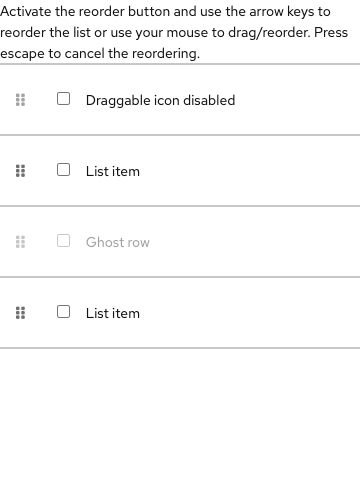 Activate the reorder button and use the arrow keys to
reorder the list or use your mouse to drag/reorder. Press
escape to cancel the reordering.
Draggable icon disabled
List item
Ghost row
List item